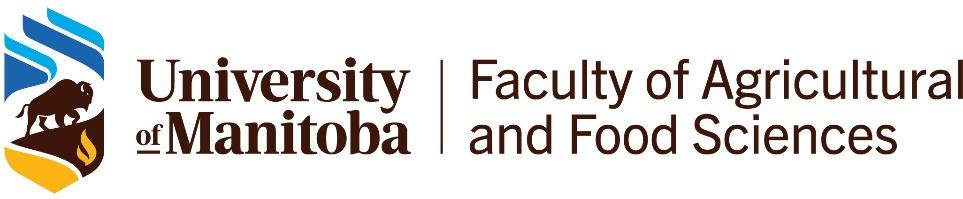 University
of Manitoba
Faculty of Agricultural
and Food Sciences